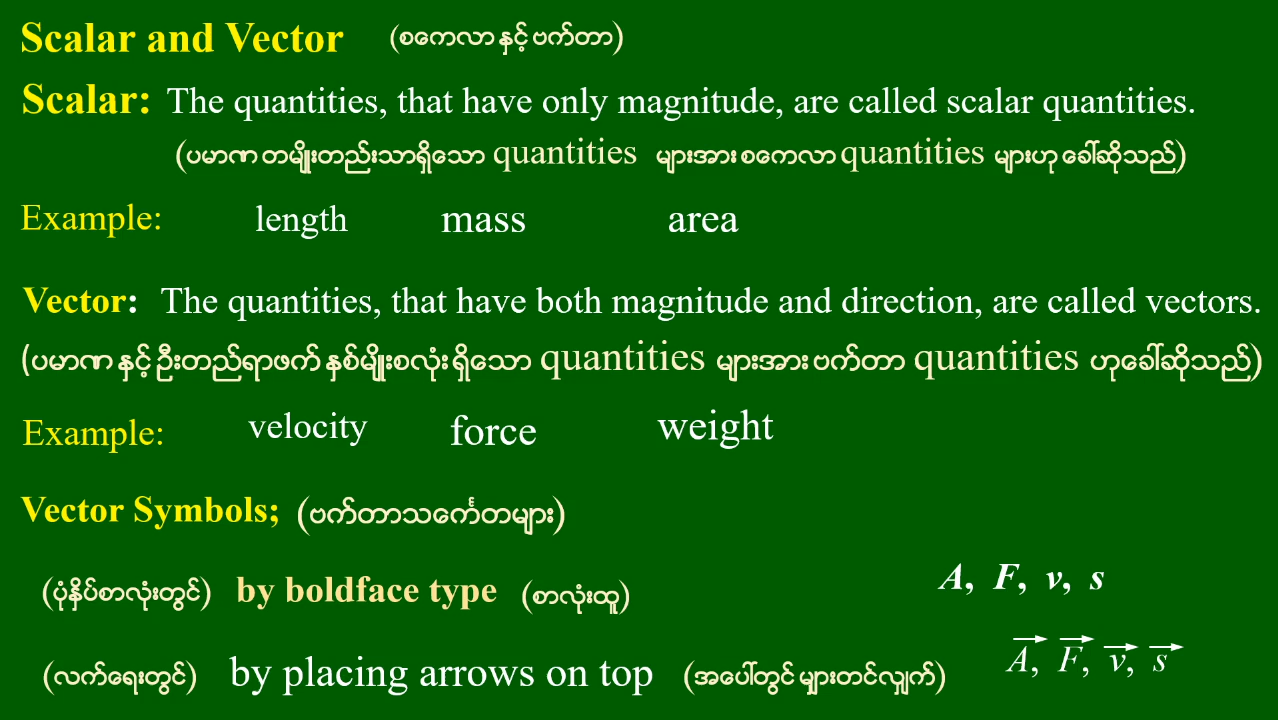 Scalar and Vector (စကေလာ နှင့် ဗက်တာ)
Scalar: The quantities, that have only magnitude, are called scalar quantities.
(ပမာဏ တမျိုးတည်းသာရှိသော quantities များအား စကေလာ quantities များဟု ခေါ်ဆိုသည်)
Example: length mass area
Vector: The quantities, that have both magnitude and direction, are called vectors.
(ပမာဏ နှင့် ဦးတည်ရာဖက် နှစ်မျိုးစလုံး ရှိသော quantities များအား ဗက်တာ quantities ဟုခေါ်ဆိုသည်)
Example: velocity force weight
Vector Symbols; (ဗက်တာသင်္ကေတများ)
(ပုံနှိပ်စာလုံးတွင်) by boldface type (စာလုံးထူ) A, F, v, s
(လက်ရေးတွင်) by placing arrows on top (အပေါ်တွင် မျှားတင်လျှက်) A⃗, F⃗, v⃗, s⃗